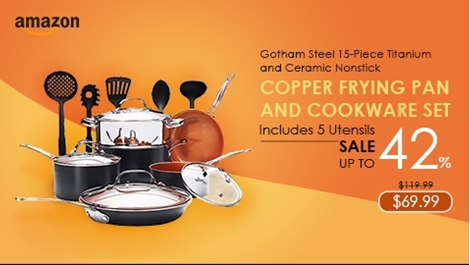 amazon
Gotham Steel 15-Piece Titanium
and Ceramic Nonstick
COPPER FRYING PAN
AND COOKWARE SET
Includes 5 Utensils
SALE
UP TO 42%
$119.99
$69.99